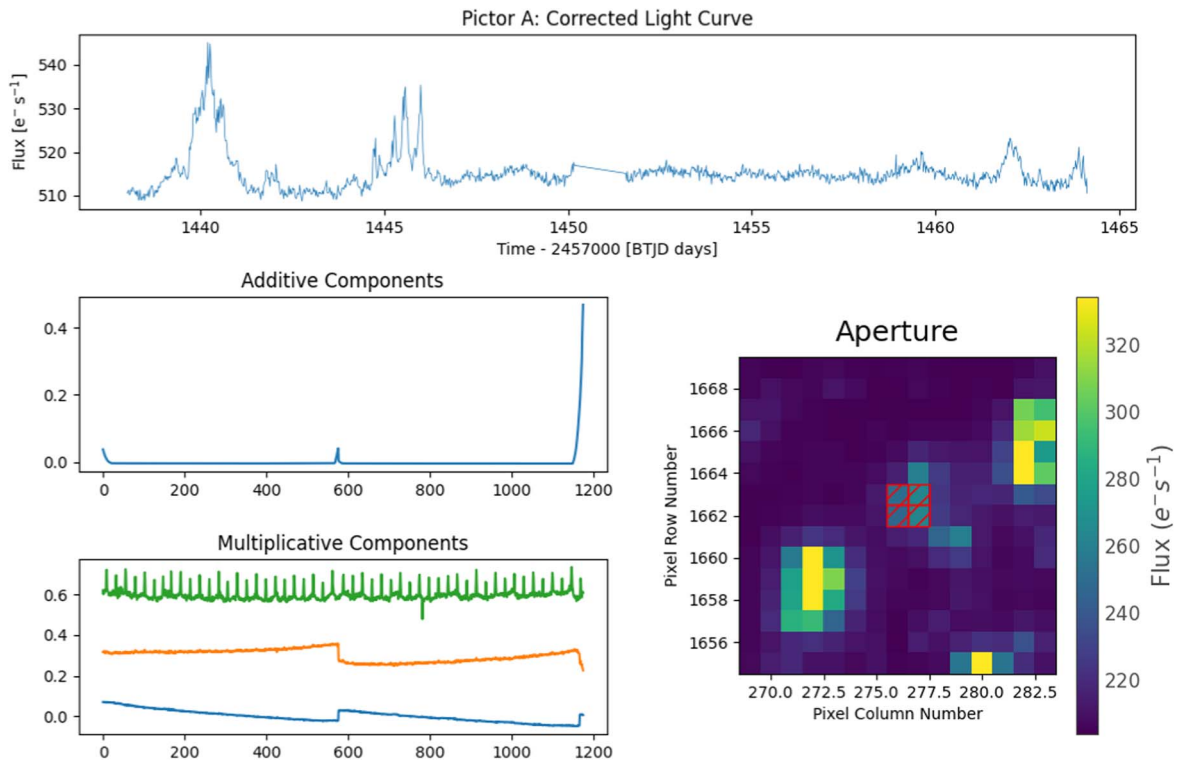 Pictor A: Corrected Light Curve
Flux [e⁻ s⁻¹]
540
530
520
510
1440 1445 1450 1455 1460 1465
Time - 2457000 [BTJD days]
Additive Components
0.4
0.2
0.0
0 200 400 600 800 1000 1200
Multiplicative Components
0.6
0.4
0.2
0.0
0 200 400 600 800 1000 1200
Aperture
Pixel Row Number
1668
1666
1664
1662
1660
1658
1656
270.0 272.5 275.0 277.5 280.0 282.5
Pixel Column Number
320
300
280
260
240
220
Flux (e⁻s⁻¹)